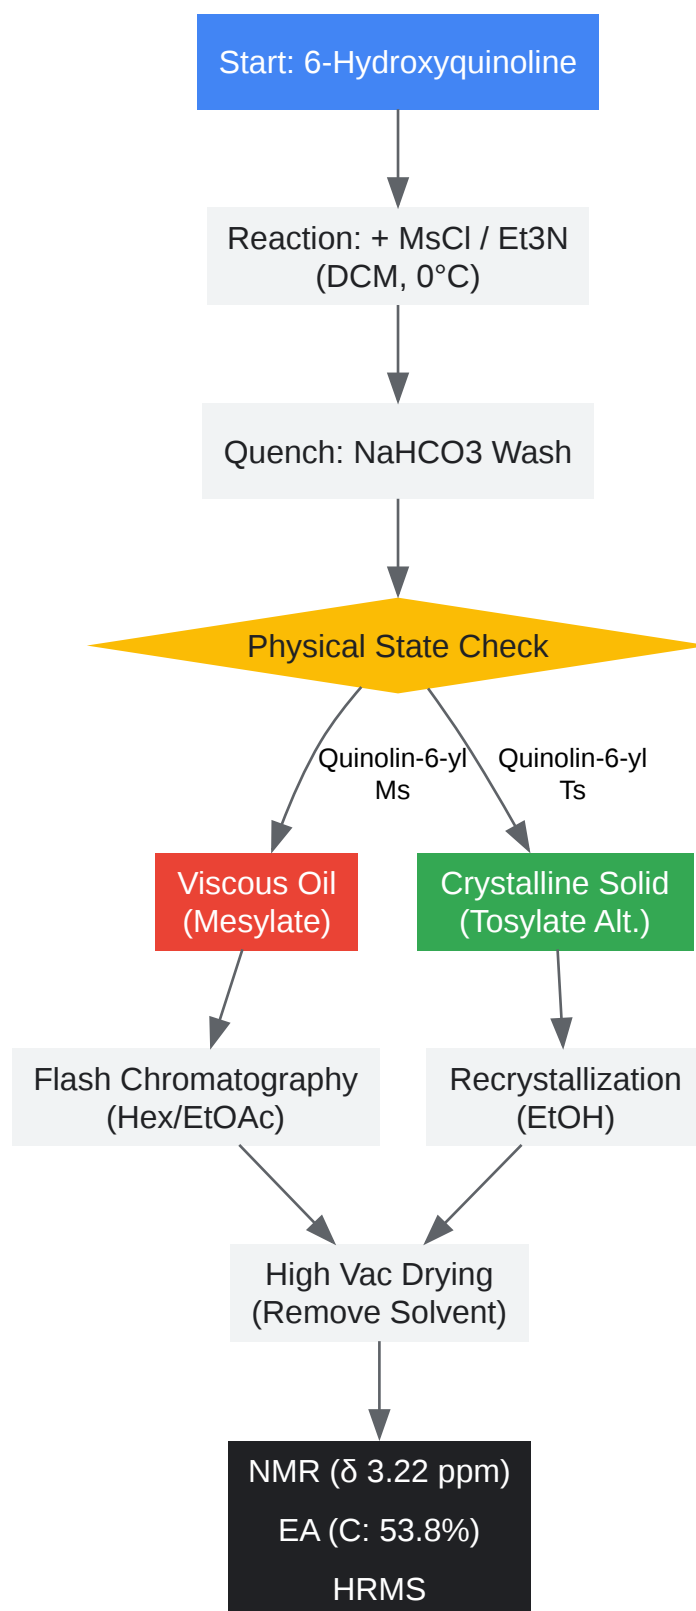 Start: 6-Hydroxyquinoline
Reaction: + MsCl / Et3N
(DCM, 0°C)
Quench: NaHCO3 Wash
Physical State Check
Quinolin-6-yl
Ms
Quinolin-6-yl
Ts
Viscous Oil
(Mesylate)
Crystalline Solid
(Tosylate Alt.)
Flash Chromatography
(Hex/EtOAc)
Recrystallization
(EtOH)
High Vac Drying
(Remove Solvent)
NMR (δ 3.22 ppm)
EA (C: 53.8%)
HRMS